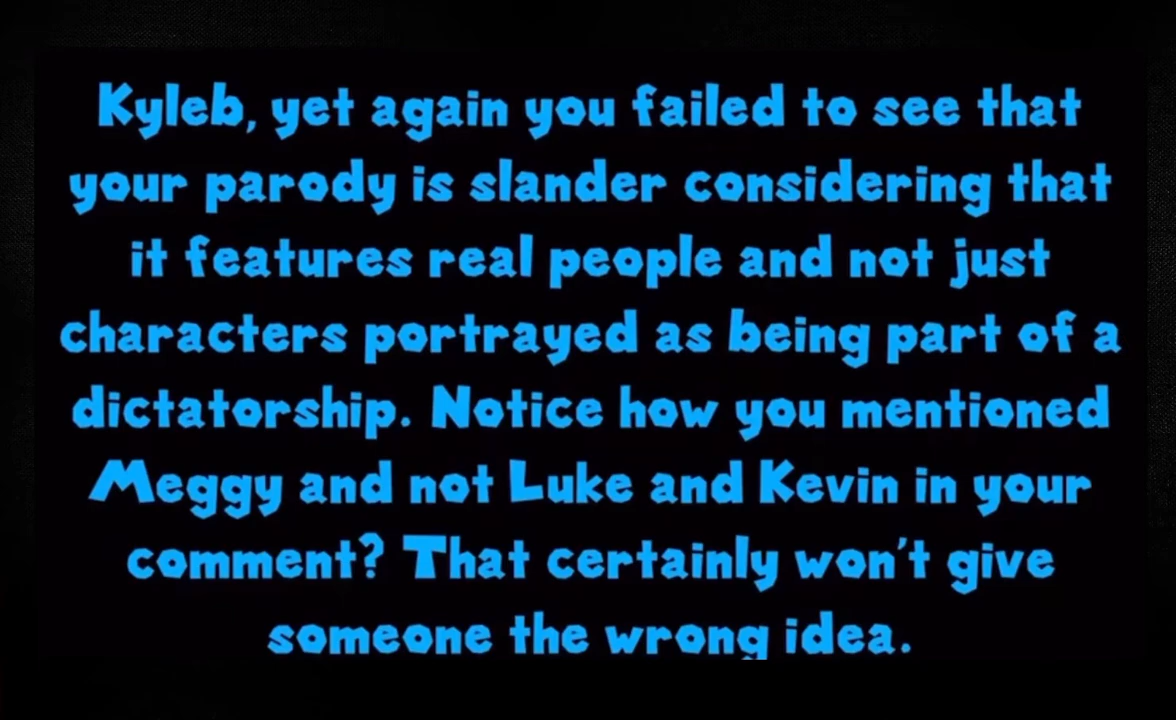 Kyleb, yet again you failed to see that
your parody is slander considering that
it features real people and not just
characters portrayed as being part of a
dictatorship. Notice how you mentioned
Meggy and not Luke and Kevin in your
comment? That certainly won't give
someone the wrong idea.